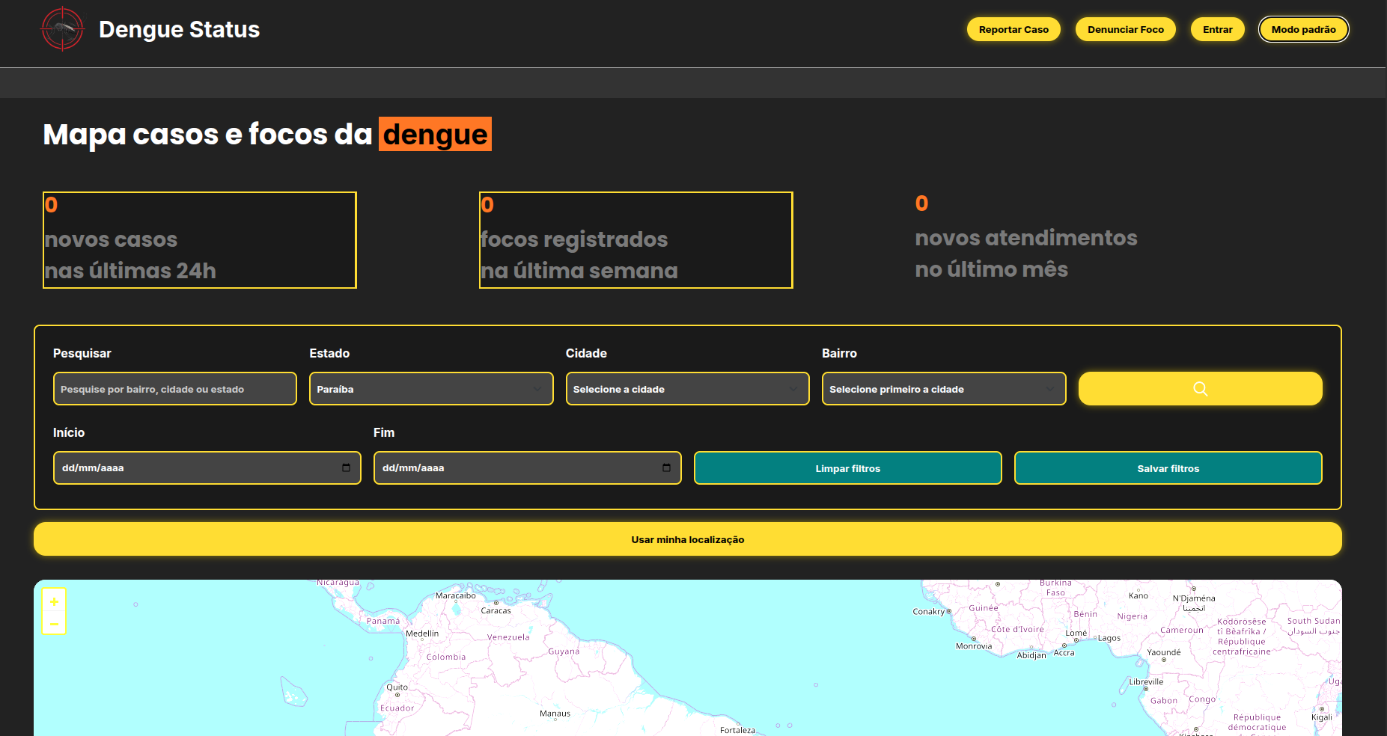 Dengue Status
Reportar Caso
Denunciar Foco
Entrar
Modo padrão
Mapa casos e focos da dengue
0
novos casos
nas últimas 24h
0
focos registrados
na última semana
0
novos atendimentos
no último mês
Pesquisar
Estado
Cidade
Bairro
Pesquise por bairro, cidade ou estado
Paraíba
Selecione a cidade
Selecione primeiro a cidade
Início
Fim
dd/mm/aaaa
dd/mm/aaaa
Limpar filtros
Salvar filtros
Usar minha localização
+
−
Nicaragua
Maracaibo
Caracas
Panamá
Medellín
Venezuela
Guyana
Colombia
Quito
Ecuador
Manaus
Fortaleza
Burkina
Faso
Kano
N'Djaména
انجمينا
Conakry
Guinée
Bénin
Nigeria
Côte d'Ivoire
Lomé
Lagos
Cameroun
Monrovia
Abidjan
Accra
Yaoundé
Ködörösêse
tî Bêafrîka /
République
centrafricaine
South Sudan
جنوب السودان
Libreville
Gabon
Congo
République
démocratique
Kigali